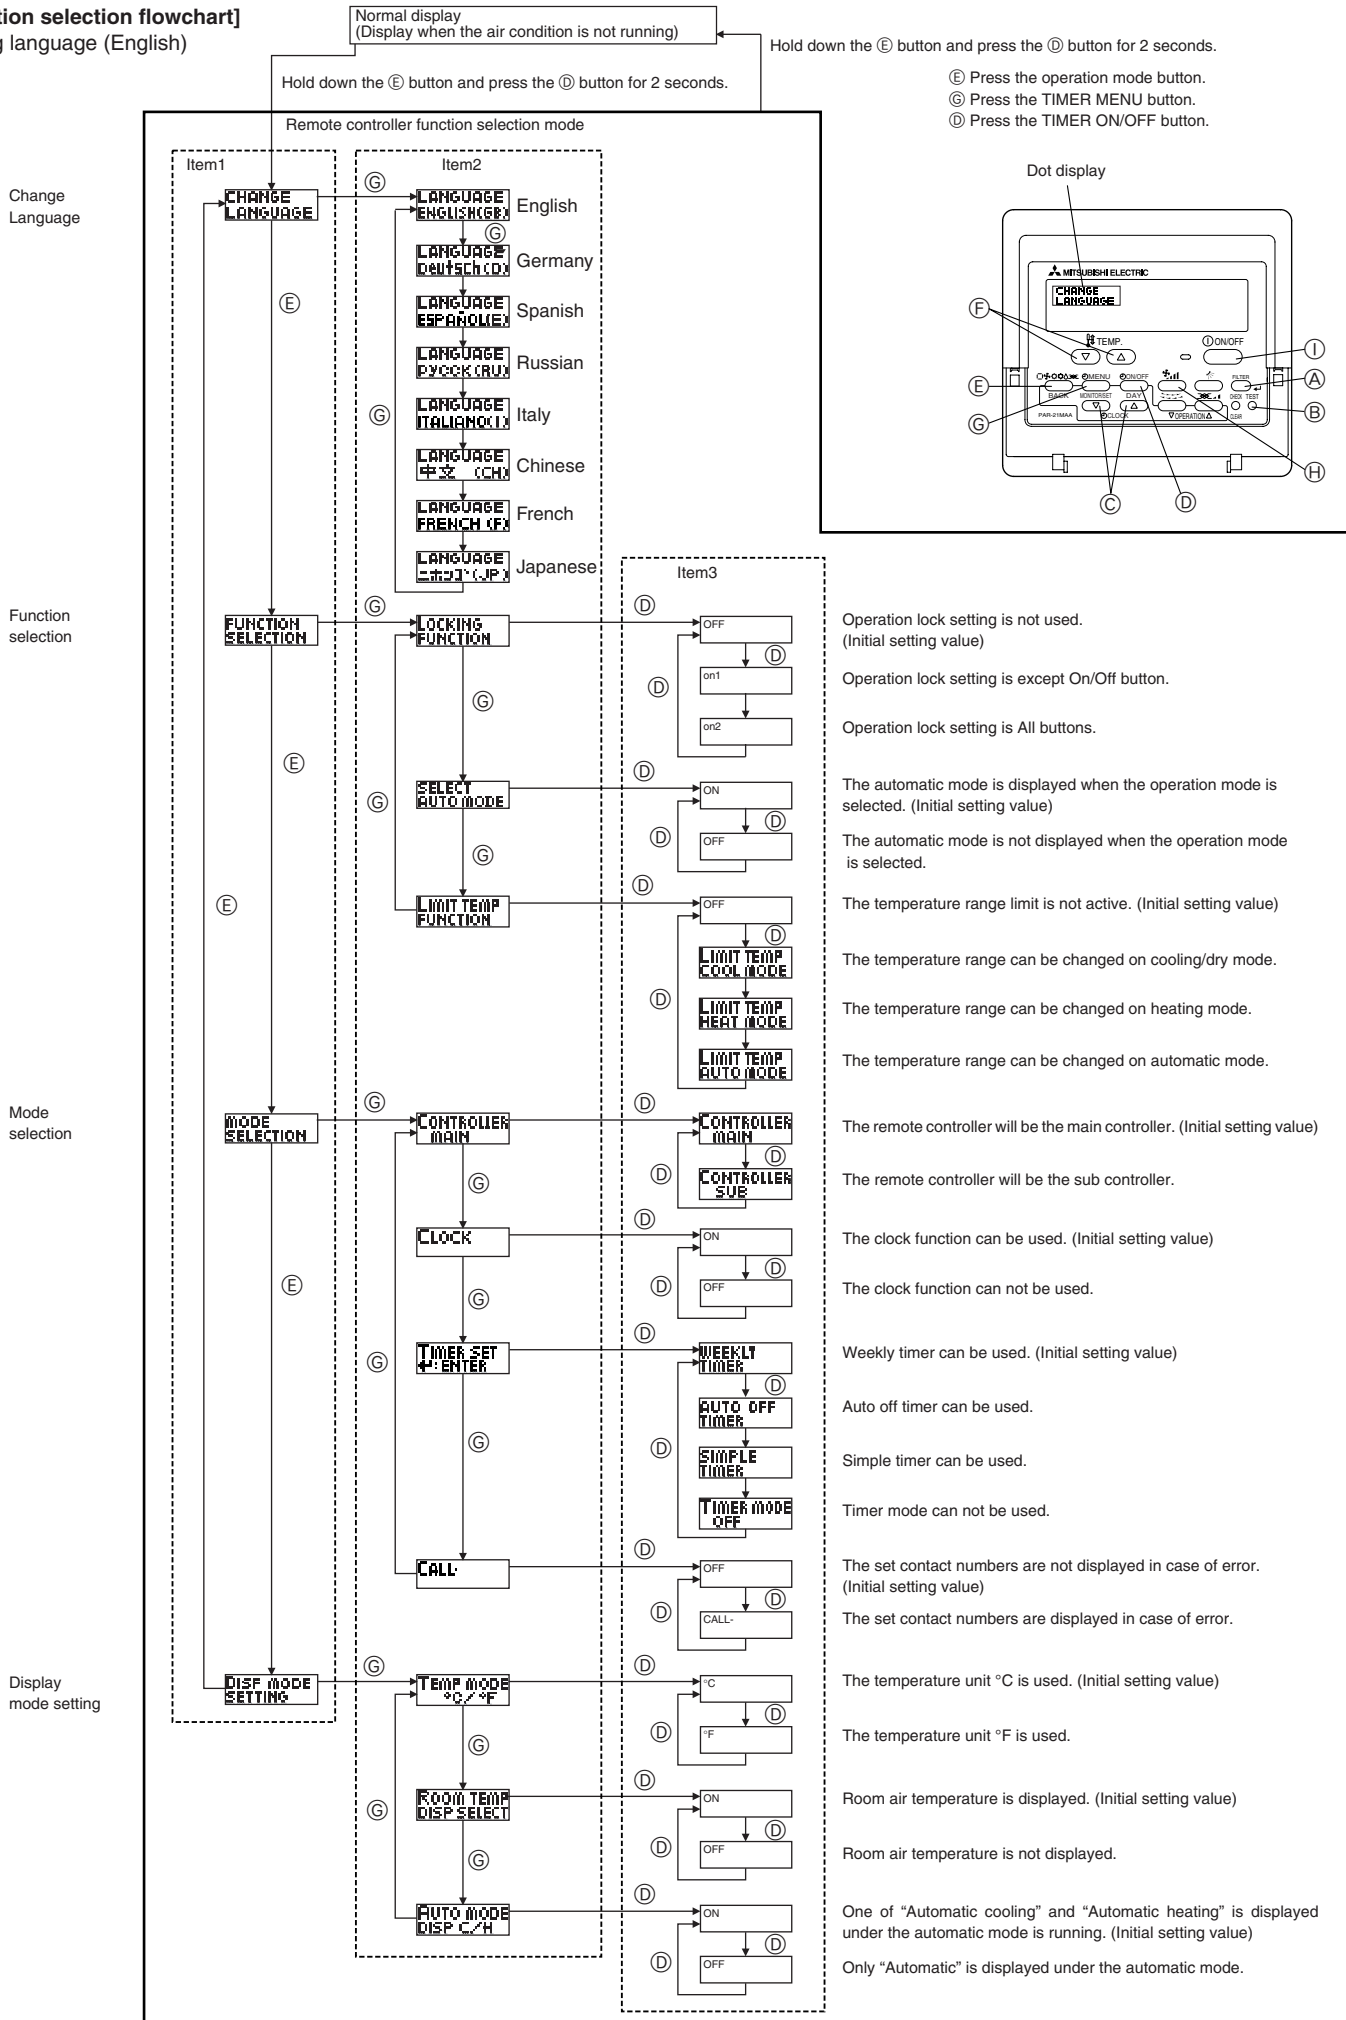 tion selection flowchart]
g language (English)
Normal display
(Display when the air condition is not running)
Hold down the Ⓔ button and press the Ⓓ button for 2 seconds.
Hold down the Ⓔ button and press the Ⓓ button for 2 seconds.
Ⓔ Press the operation mode button.
Ⓖ Press the TIMER MENU button.
Ⓓ Press the TIMER ON/OFF button.
Remote controller function selection mode
Item1
Item2
Dot display
MITSUBISHI ELECTRIC
CHANGE
LANGUAGE
TEMP.
ON/OFF
MENU
ON/OFF
FILTER
BACK
MONITOR/SET
DAY
CHECK TEST
PAR-21MAA
CLOCK
OPERATION
CLEAR
Ⓕ
Ⓔ
Ⓖ
Ⓘ
Ⓐ
Ⓑ
Ⓗ
Ⓒ
Ⓓ
Change
Language
CHANGE
LANGUAGE
Ⓖ
LANGUAGE
ENGLISH(GB)
English
Ⓖ
LANGUAGE
Deutsch(D)
Germany
Ⓔ
LANGUAGE
ESPAÑOL(E)
Spanish
LANGUAGE
РУССК(RU)
Russian
Ⓖ
LANGUAGE
ITALIANO(I)
Italy
LANGUAGE
中文 (CH)
Chinese
LANGUAGE
FRENCH (F)
French
LANGUAGE
ニホンゴ(JP)
Japanese
Item3
Function
selection
FUNCTION
SELECTION
Ⓖ
LOCKING
FUNCTION
Ⓓ
OFF
Operation lock setting is not used.
(Initial setting value)
Ⓓ
Ⓓ
on1
Operation lock setting is except On/Off button.
Ⓖ
on2
Operation lock setting is All buttons.
Ⓔ
Ⓖ
SELECT
AUTO MODE
Ⓓ
ON
The automatic mode is displayed when the operation mode is
selected. (Initial setting value)
Ⓓ
Ⓓ
OFF
The automatic mode is not displayed when the operation mode
is selected.
Ⓖ
Ⓔ
LIMIT TEMP
FUNCTION
Ⓓ
OFF
The temperature range limit is not active. (Initial setting value)
Ⓓ
LIMIT TEMP
COOL MODE
The temperature range can be changed on cooling/dry mode.
Ⓓ
LIMIT TEMP
HEAT MODE
The temperature range can be changed on heating mode.
LIMIT TEMP
AUTO MODE
The temperature range can be changed on automatic mode.
Mode
selection
MODE
SELECTION
Ⓖ
CONTROLLER
MAIN
Ⓓ
CONTROLLER
MAIN
The remote controller will be the main controller. (Initial setting value)
Ⓓ
Ⓓ
CONTROLLER
SUB
The remote controller will be the sub controller.
Ⓖ
CLOCK
Ⓓ
ON
The clock function can be used. (Initial setting value)
Ⓓ
Ⓓ
OFF
The clock function can not be used.
Ⓔ
Ⓖ
Ⓖ
TIMER SET
↵:ENTER
Ⓓ
WEEKLY
TIMER
Weekly timer can be used. (Initial setting value)
Ⓓ
AUTO OFF
TIMER
Auto off timer can be used.
Ⓖ
Ⓓ
SIMPLE
TIMER
Simple timer can be used.
TIMER MODE
OFF
Timer mode can not be used.
CALL-
Ⓓ
OFF
The set contact numbers are not displayed in case of error.
(Initial setting value)
Ⓓ
Ⓓ
CALL-
The set contact numbers are displayed in case of error.
Display
mode setting
DISP MODE
SETTING
Ⓖ
TEMP MODE
°C/°F
Ⓓ
°C
The temperature unit °C is used. (Initial setting value)
Ⓓ
Ⓓ
°F
The temperature unit °F is used.
Ⓖ
Ⓖ
ROOM TEMP
DISP SELECT
Ⓓ
ON
Room air temperature is displayed. (Initial setting value)
Ⓓ
Ⓓ
OFF
Room air temperature is not displayed.
Ⓖ
AUTO MODE
DISP C/H
Ⓓ
ON
One of “Automatic cooling” and “Automatic heating” is displayed
under the automatic mode is running. (Initial setting value)
Ⓓ
Ⓓ
OFF
Only “Automatic” is displayed under the automatic mode.